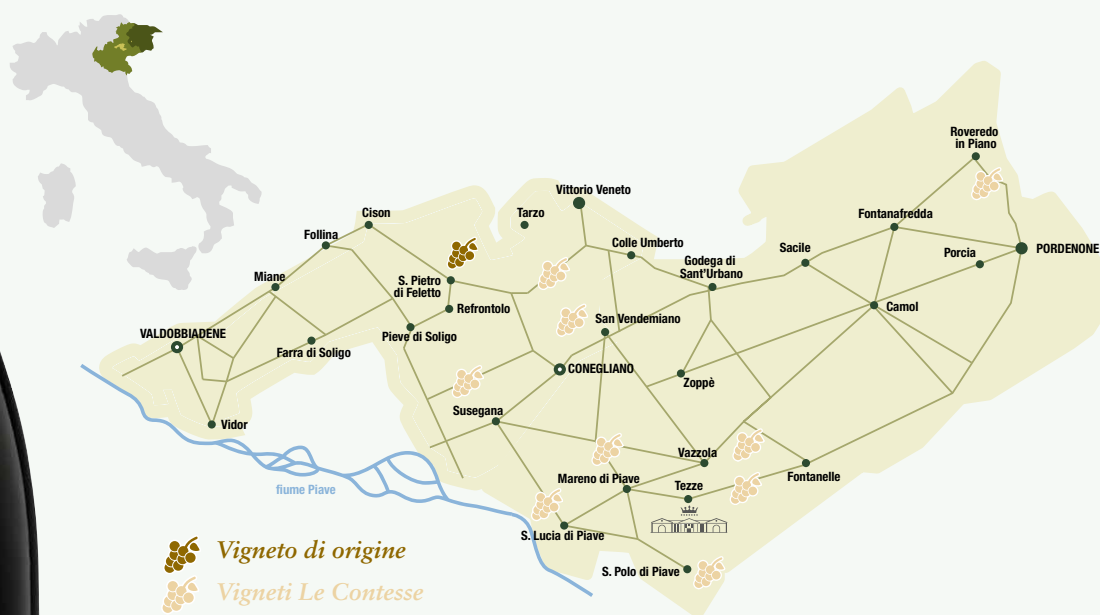 Roveredo
in Piano
Vittorio Veneto
Cison
Tarzo
Fontanafredda
Follina
Colle Umberto
Sacile
PORDENONE
Porcia
Godega di
Sant'Urbano
Miane
S. Pietro
di Feletto
Refrontolo
Camol
San Vendemiano
VALDOBBIADENE
Pieve di Soligo
Farra di Soligo
CONEGLIANO
Zoppè
Susegana
Vidor
Vazzola
Mareno di Piave
Tezze
Fontanelle
fiume Piave
S. Lucia di Piave
S. Polo di Piave
Vigneto di origine
Vigneti Le Contesse